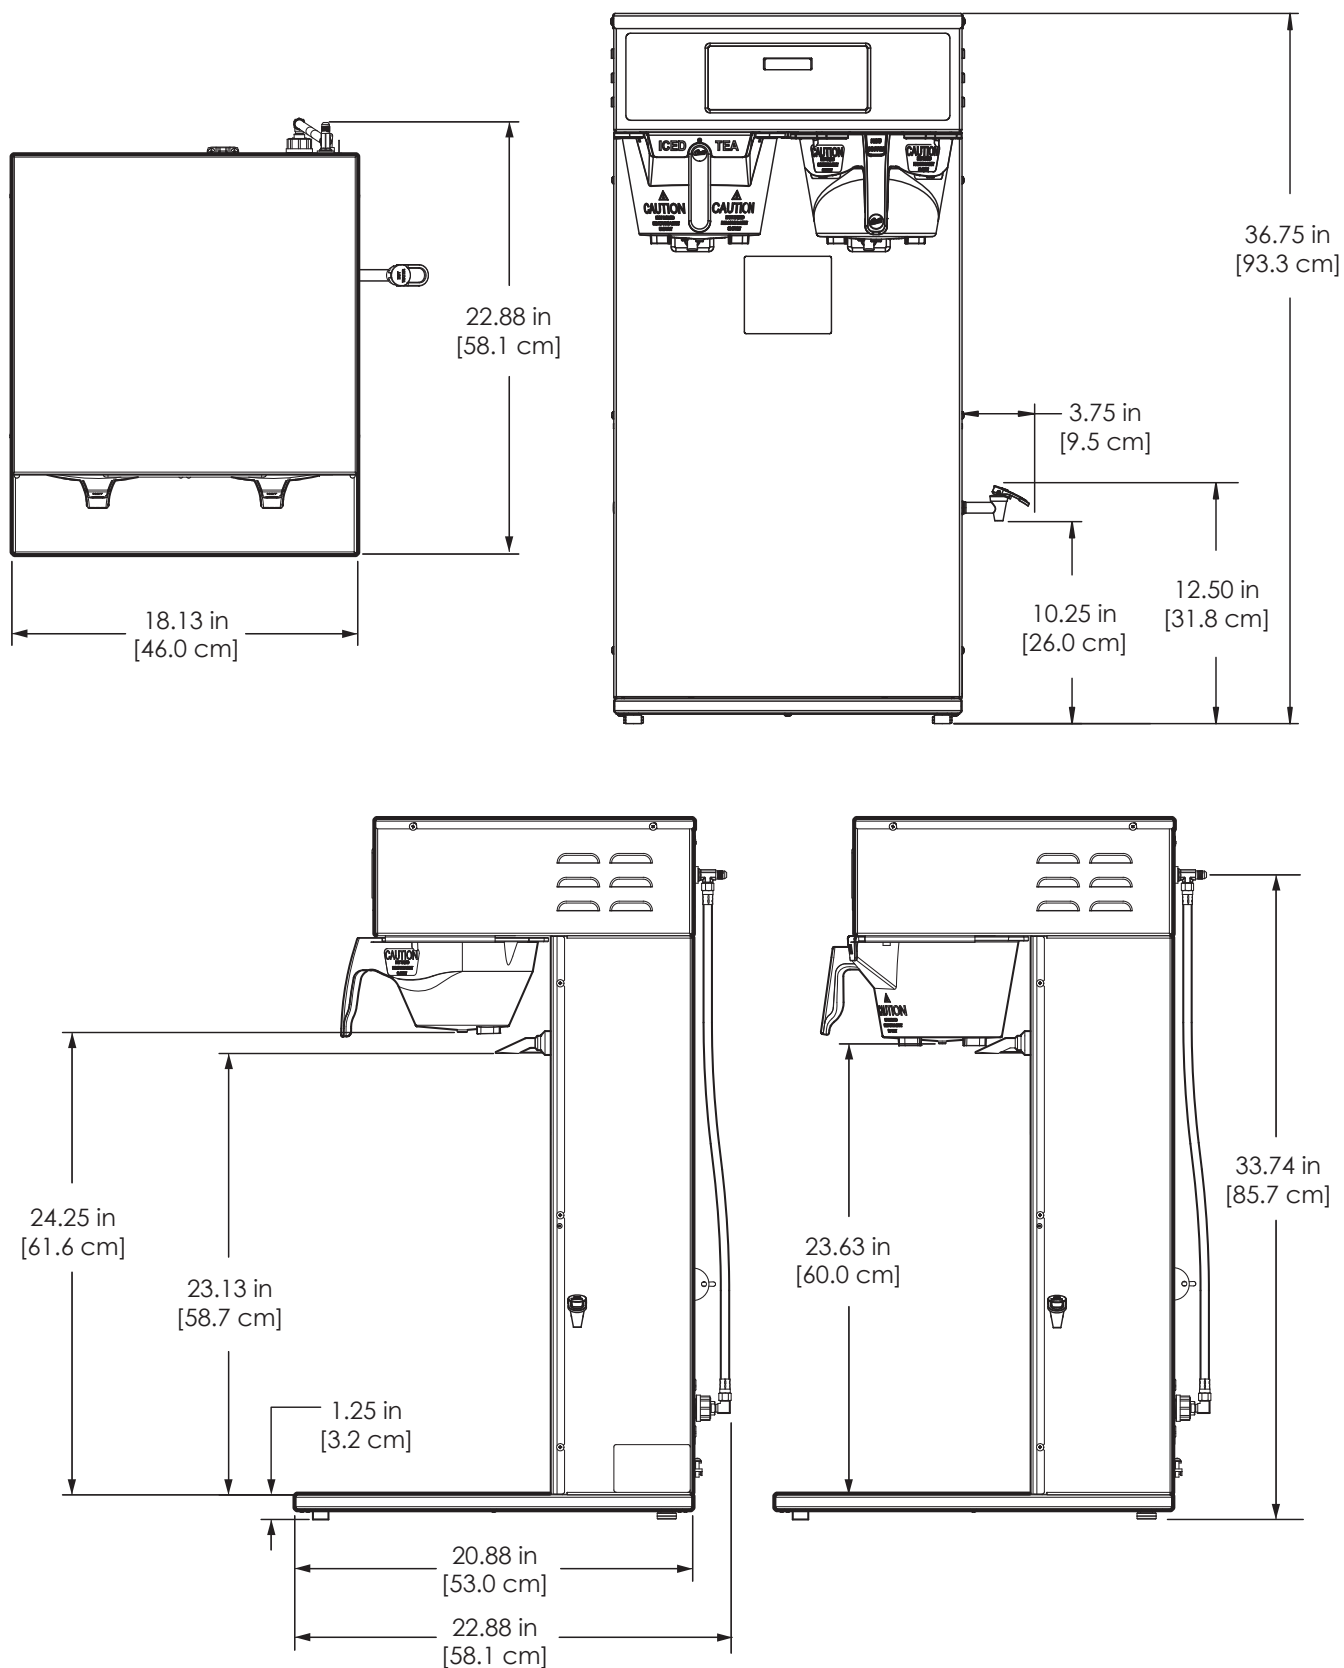 22.88 in
[58.1 cm]
18.13 in
[46.0 cm]
ICED TEA
CAUTION
CAUTION
CAUTION
CAUTION
36.75 in
[93.3 cm]
3.75 in
[9.5 cm]
12.50 in
[31.8 cm]
10.25 in
[26.0 cm]
CAUTION
24.25 in
[61.6 cm]
23.13 in
[58.7 cm]
1.25 in
[3.2 cm]
20.88 in
[53.0 cm]
22.88 in
[58.1 cm]
CAUTION
23.63 in
[60.0 cm]
33.74 in
[85.7 cm]